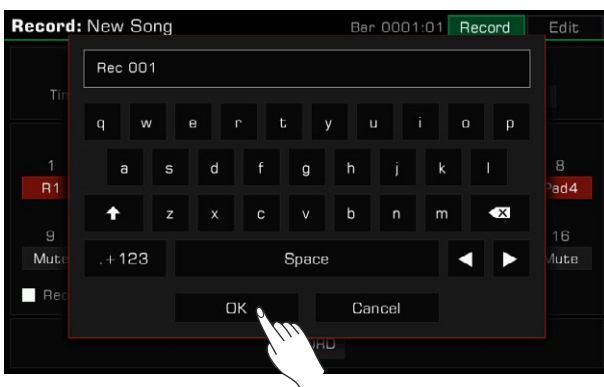 Record: New Song Bar 0001:01 Record Edit
Rec 001
q w e r t y u i o p
1 a s d f g h j k l 8
R1 Pad4
z x c v b n m
9 16
Mute .+123 Space Mute
Rec
OK Cancel